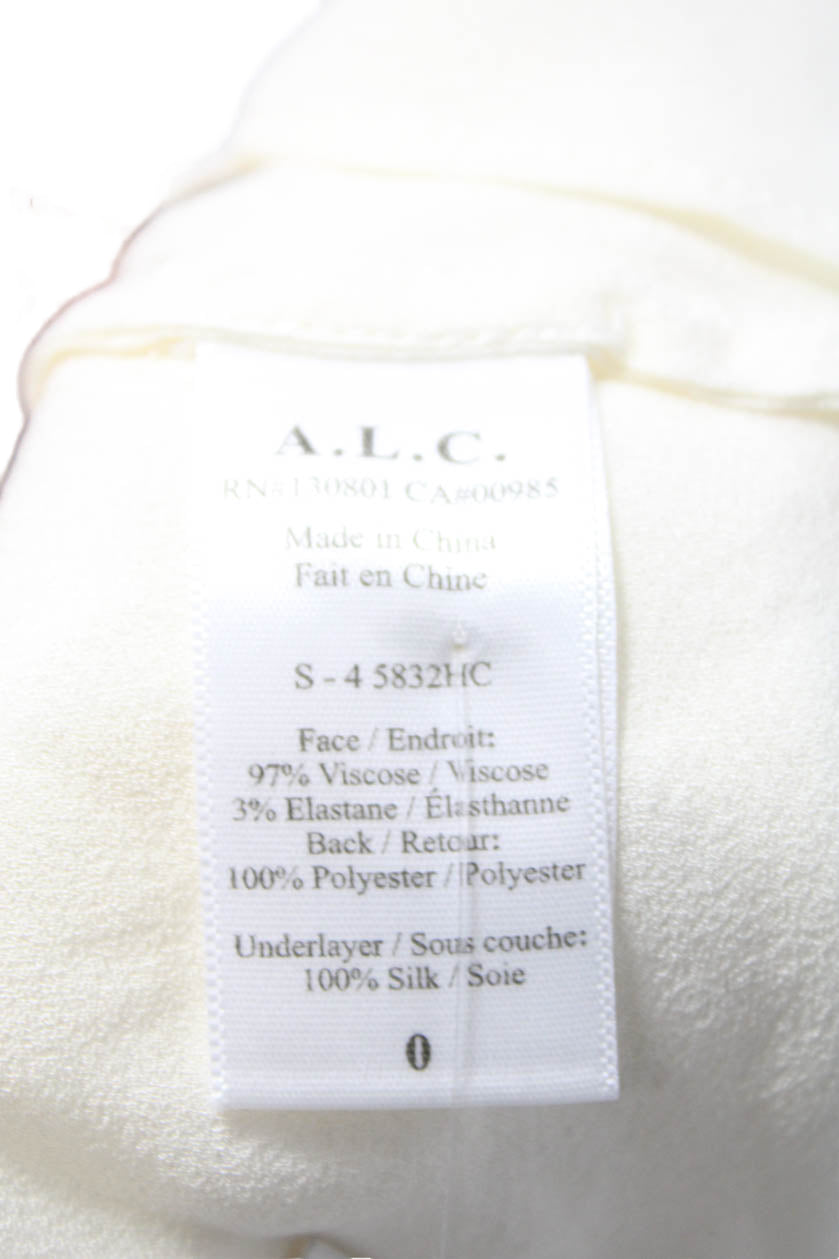 A.L.C.
RN#130801 CA#00985
Made in China
Fait en Chine
S - 4 5832HC
Face / Endroit:
97% Viscose / Viscose
3% Elastane / Élasthanne
Back / Retour:
100% Polyester / Polyester
Underlayer / Sous couche:
100% Silk / Soie
0